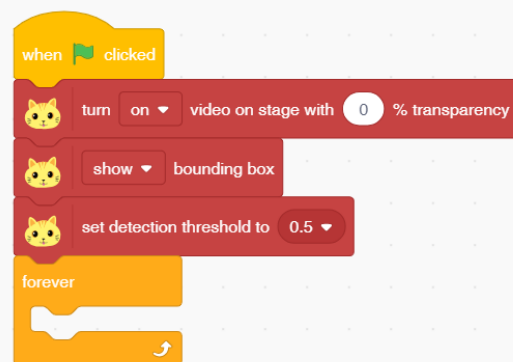 when clicked
turn on video on stage with 0 % transparency
show bounding box
set detection threshold to 0.5
forever